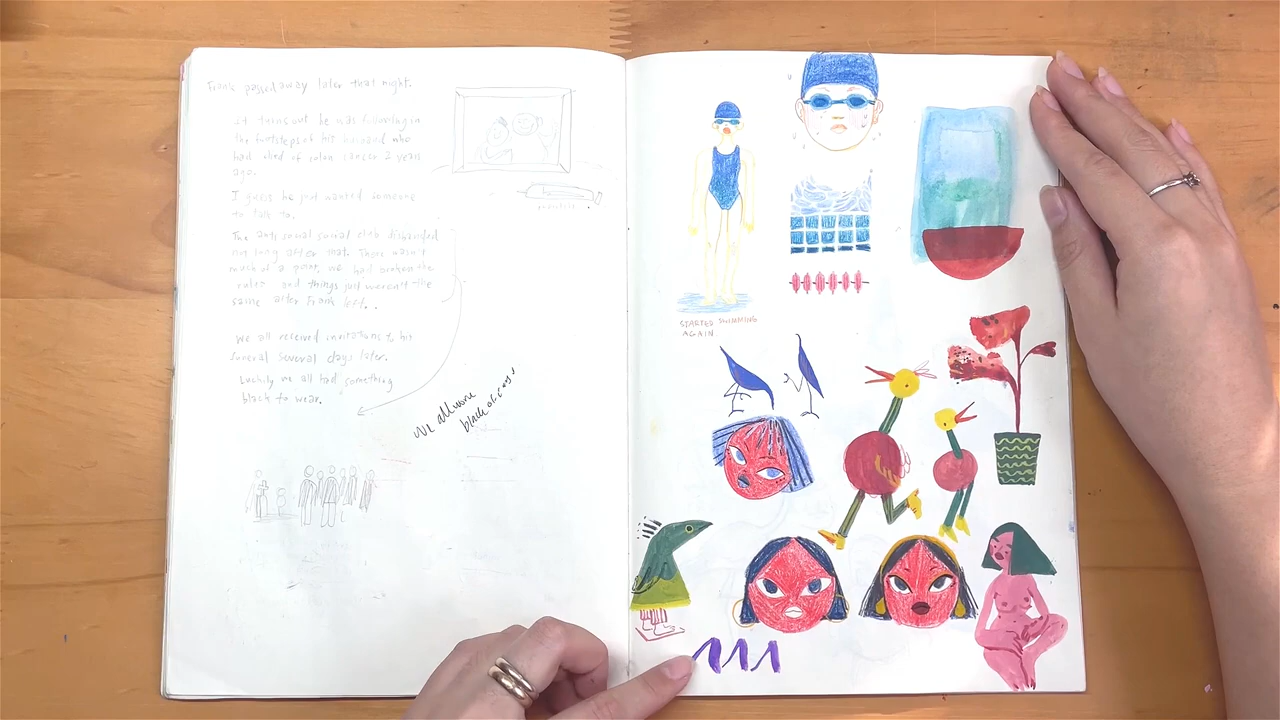 Frank passed away later that night.
It turns out he was following in
the footsteps of his husband who
had died of colon cancer 2 years
ago.
I guess he just wanted someone
to talk to.
The anti social social club disbanded
not long after that. There wasn't
much of a point, we had broken the
rules and things just weren't the
same after Frank left..
We all received invitations to his
funeral several days later.
Luckily we all had something
black to wear.
we all wore
black
STARTED SWIMMING
AGAIN